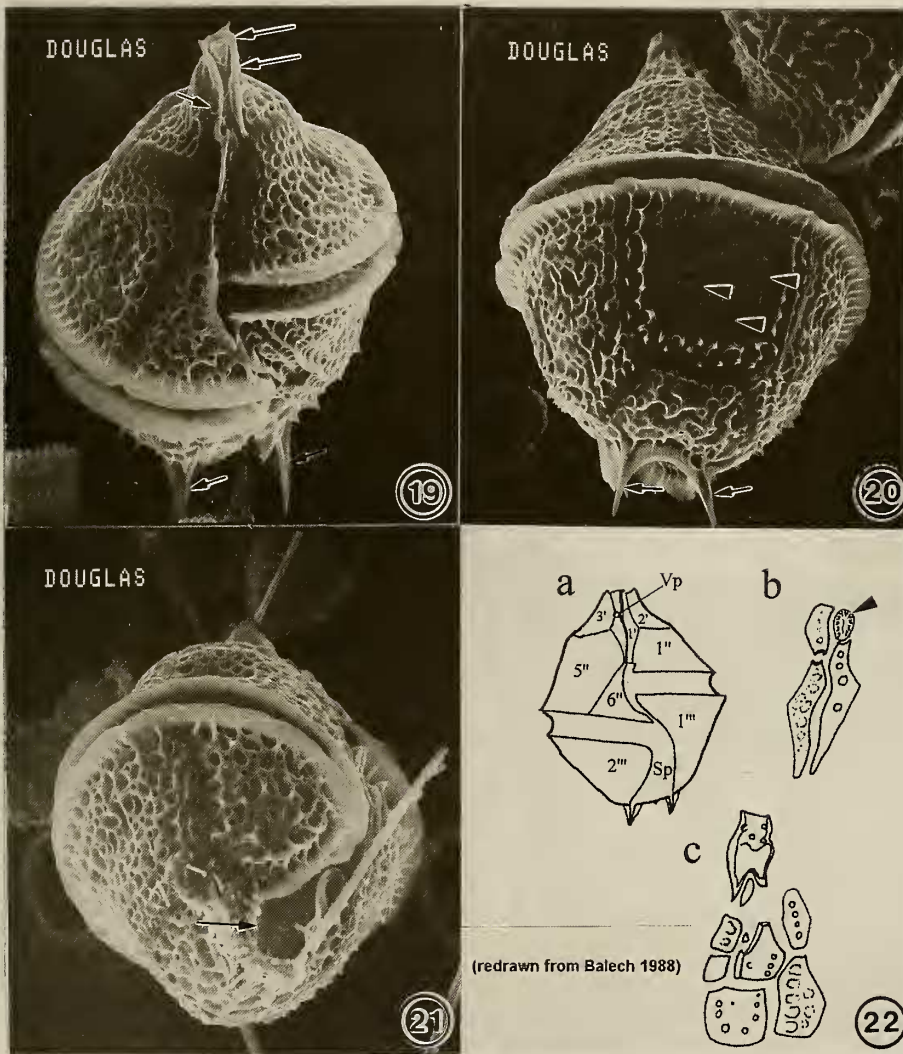 DOUGLAS
19
DOUGLAS
20
DOUGLAS
21
a
Vp
3'
2'
1'
1"
5"
6"
1'''
2'''
Sp
b
c
(redrawn from Balech 1988)
22